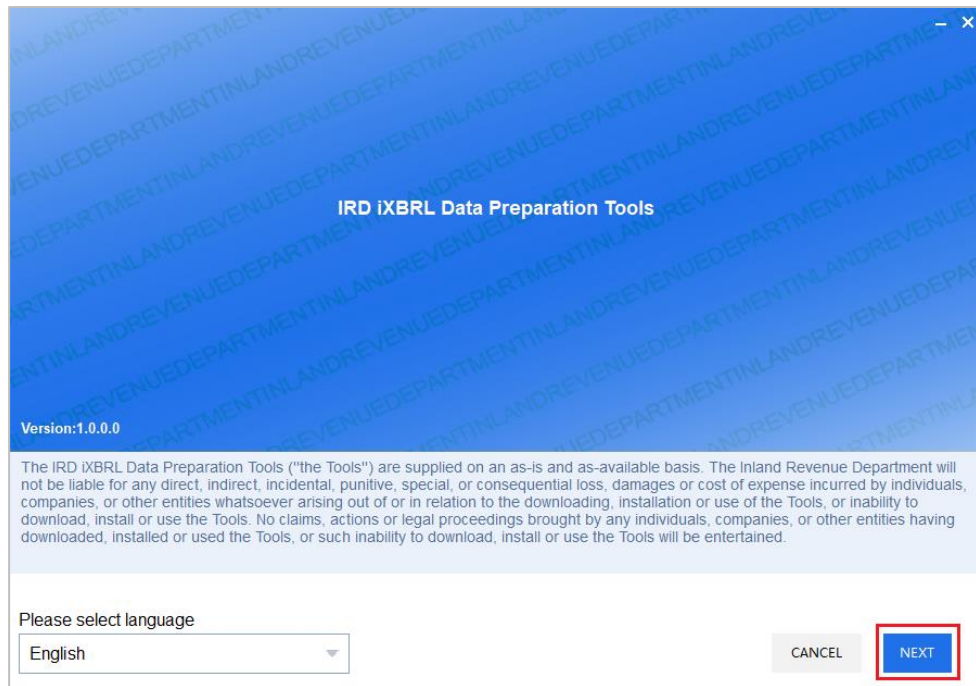 IRD iXBRL Data Preparation Tools
Version:1.0.0.0
The IRD iXBRL Data Preparation Tools ("the Tools") are supplied on an as-is and as-available basis. The Inland Revenue Department will
not be liable for any direct, indirect, incidental, punitive, special, or consequential loss, damages or cost of expense incurred by individuals,
companies, or other entities whatsoever arising out of or in relation to the downloading, installation or use of the Tools, or inability to
download, install or use the Tools. No claims, actions or legal proceedings brought by any individuals, companies, or other entities having
downloaded, installed or used the Tools, or such inability to download, install or use the Tools will be entertained.
Please select language
English
CANCEL
NEXT